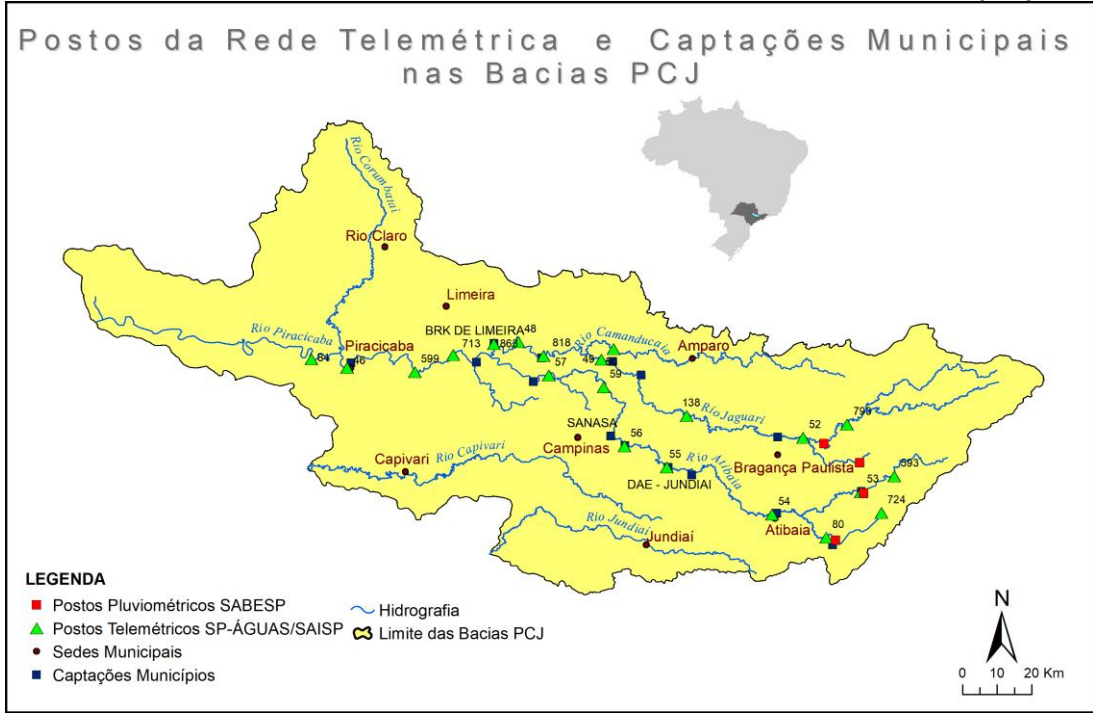 Postos da Rede Telemétrica e Captações Municipais
nas Bacias PCJ
Rio Corumbataí
Rio Claro
Limeira
BRK DE LIMEIRA
48
713
863
818
Rio Camanducaia
Amparo
Rio Piracicaba
Piracicaba
84
46
599
57
49
59
138
Rio Jaguari
52
799
SANASA
Campinas
56
Capivari
Rio Capivari
55
Rio Atibaia
DAE - JUNDIAI
Bragança Paulista
53
593
724
54
Atibaia
80
Rio Jundiaí
Jundiaí
LEGENDA
Postos Pluviométricos SABESP
Postos Telemétricos SP-ÁGUAS/SAISP
Sedes Municipais
Captações Municípios
Hidrografia
Limite das Bacias PCJ
N
0 10 20 Km